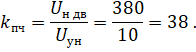 k_пч = U_н дв / U_ун = 380 / 10 = 38 .